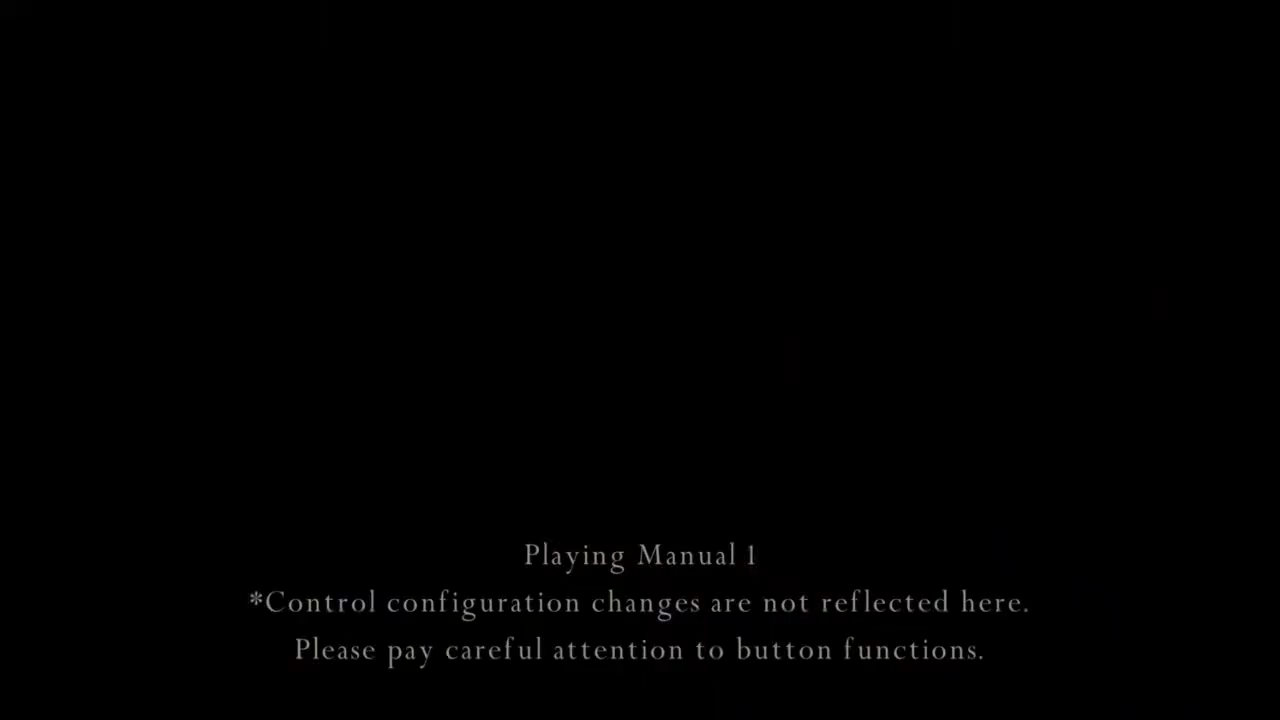 Playing Manual 1
*Control configuration changes are not reflected here.
Please pay careful attention to button functions.